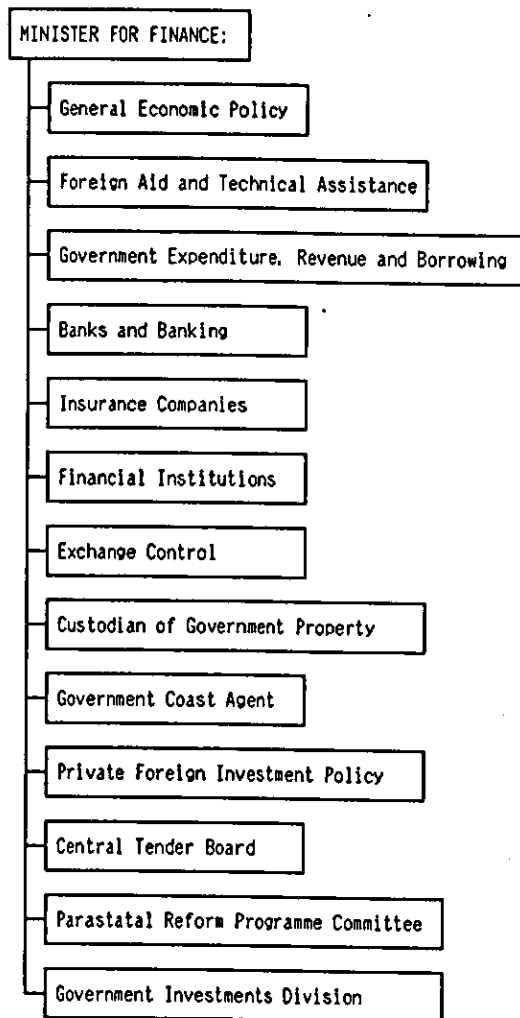 MINISTER FOR FINANCE:
General Economic Policy
Foreign Aid and Technical Assistance
Government Expenditure, Revenue and Borrowing
Banks and Banking
Insurance Companies
Financial Institutions
Exchange Control
Custodian of Government Property
Government Coast Agent
Private Foreign Investment Policy
Central Tender Board
Parastatal Reform Programme Committee
Government Investments Division